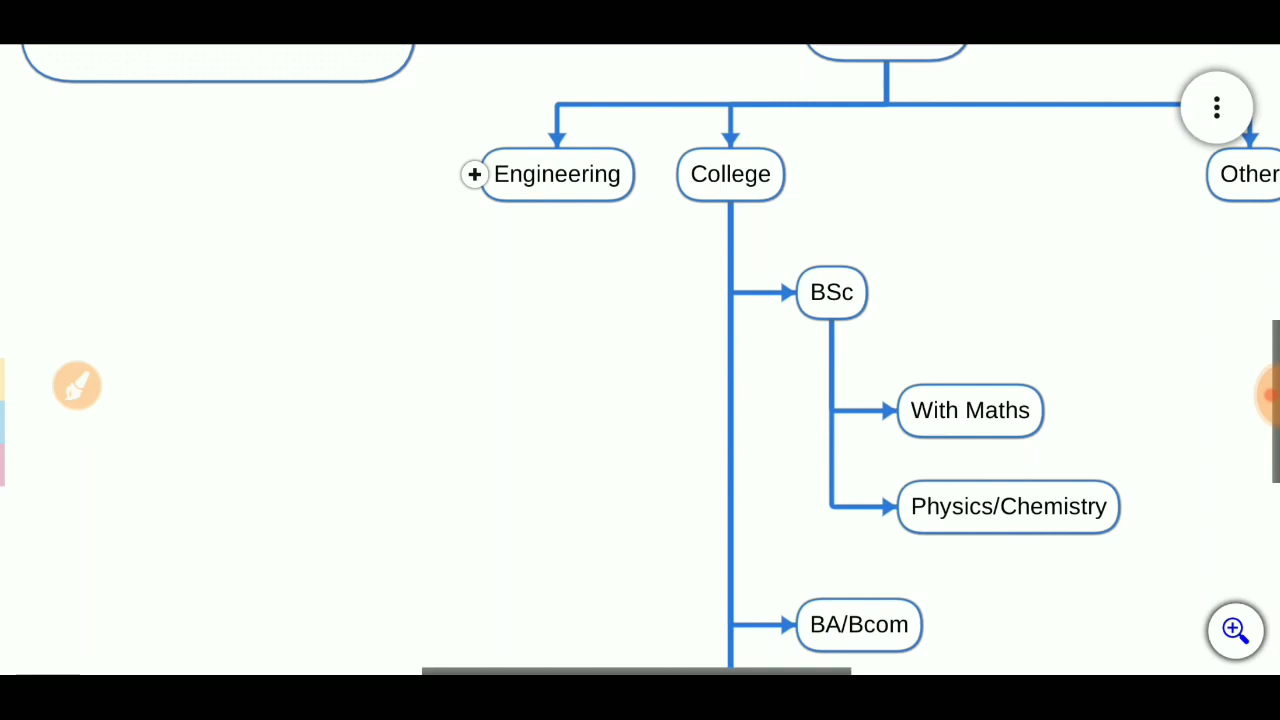 Engineering
College
Other
BSc
With Maths
Physics/Chemistry
BA/Bcom